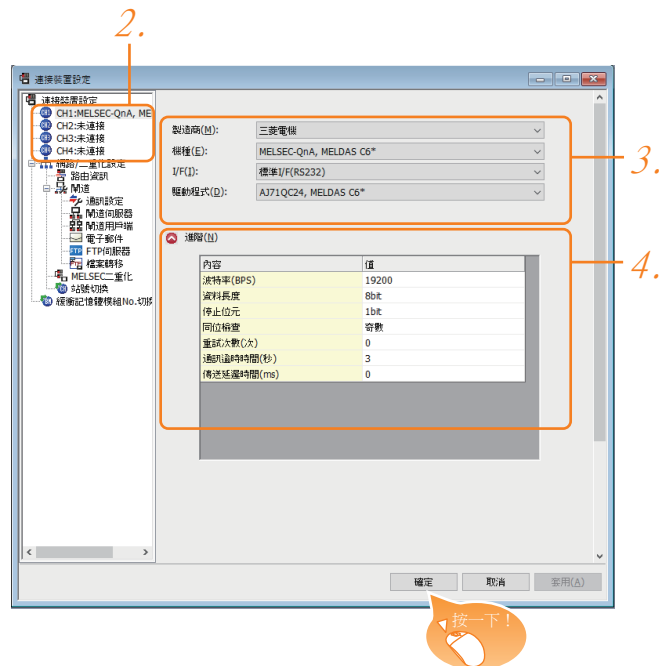 2.
連接裝置設定
連接裝置設定
CH1:MELSEC-QnA, ME
CH2:未連接
CH3:未連接
CH4:未連接
網路/二重化設定
路由資訊
閘道
通訊設定
閘道伺服器
閘道用戶端
電子郵件
FTP伺服器
檔案轉移
MELSEC二重化
站號切換
緩衝記憶體模組No.切換
製造商(M):
三菱電機
機種(E):
MELSEC-QnA, MELDAS C6*
I/F(I):
標準I/F(RS232)
驅動程式(D):
AJ71QC24, MELDAS C6*
3.
進階(N)
內容 值
波特率(BPS) 19200
資料長度 8bit
停止位元 1bit
同位檢查 奇數
重試次數(次) 0
通訊逾時時間(秒) 3
傳送延遲時間(ms) 0
4.
確定 取消 套用(A)
按一下!